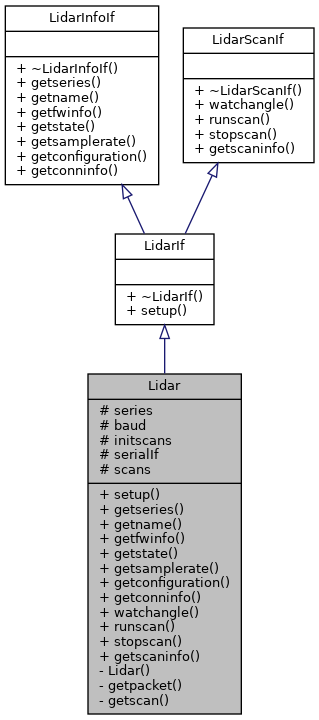 LidarInfoIf
+ ~LidarInfoIf()
+ getseries()
+ getname()
+ getfwinfo()
+ getstate()
+ getsamplerate()
+ getconfiguration()
+ getconninfo()
LidarScanIf
+ ~LidarScanIf()
+ watchangle()
+ runscan()
+ stopscan()
+ getscaninfo()
LidarIf
+ ~LidarIf()
+ setup()
Lidar
# series
# baud
# initscans
# serialIf
# scans
+ setup()
+ getseries()
+ getname()
+ getfwinfo()
+ getstate()
+ getsamplerate()
+ getconfiguration()
+ getconninfo()
+ watchangle()
+ runscan()
+ stopscan()
+ getscaninfo()
- Lidar()
- getpacket()
- getscan()